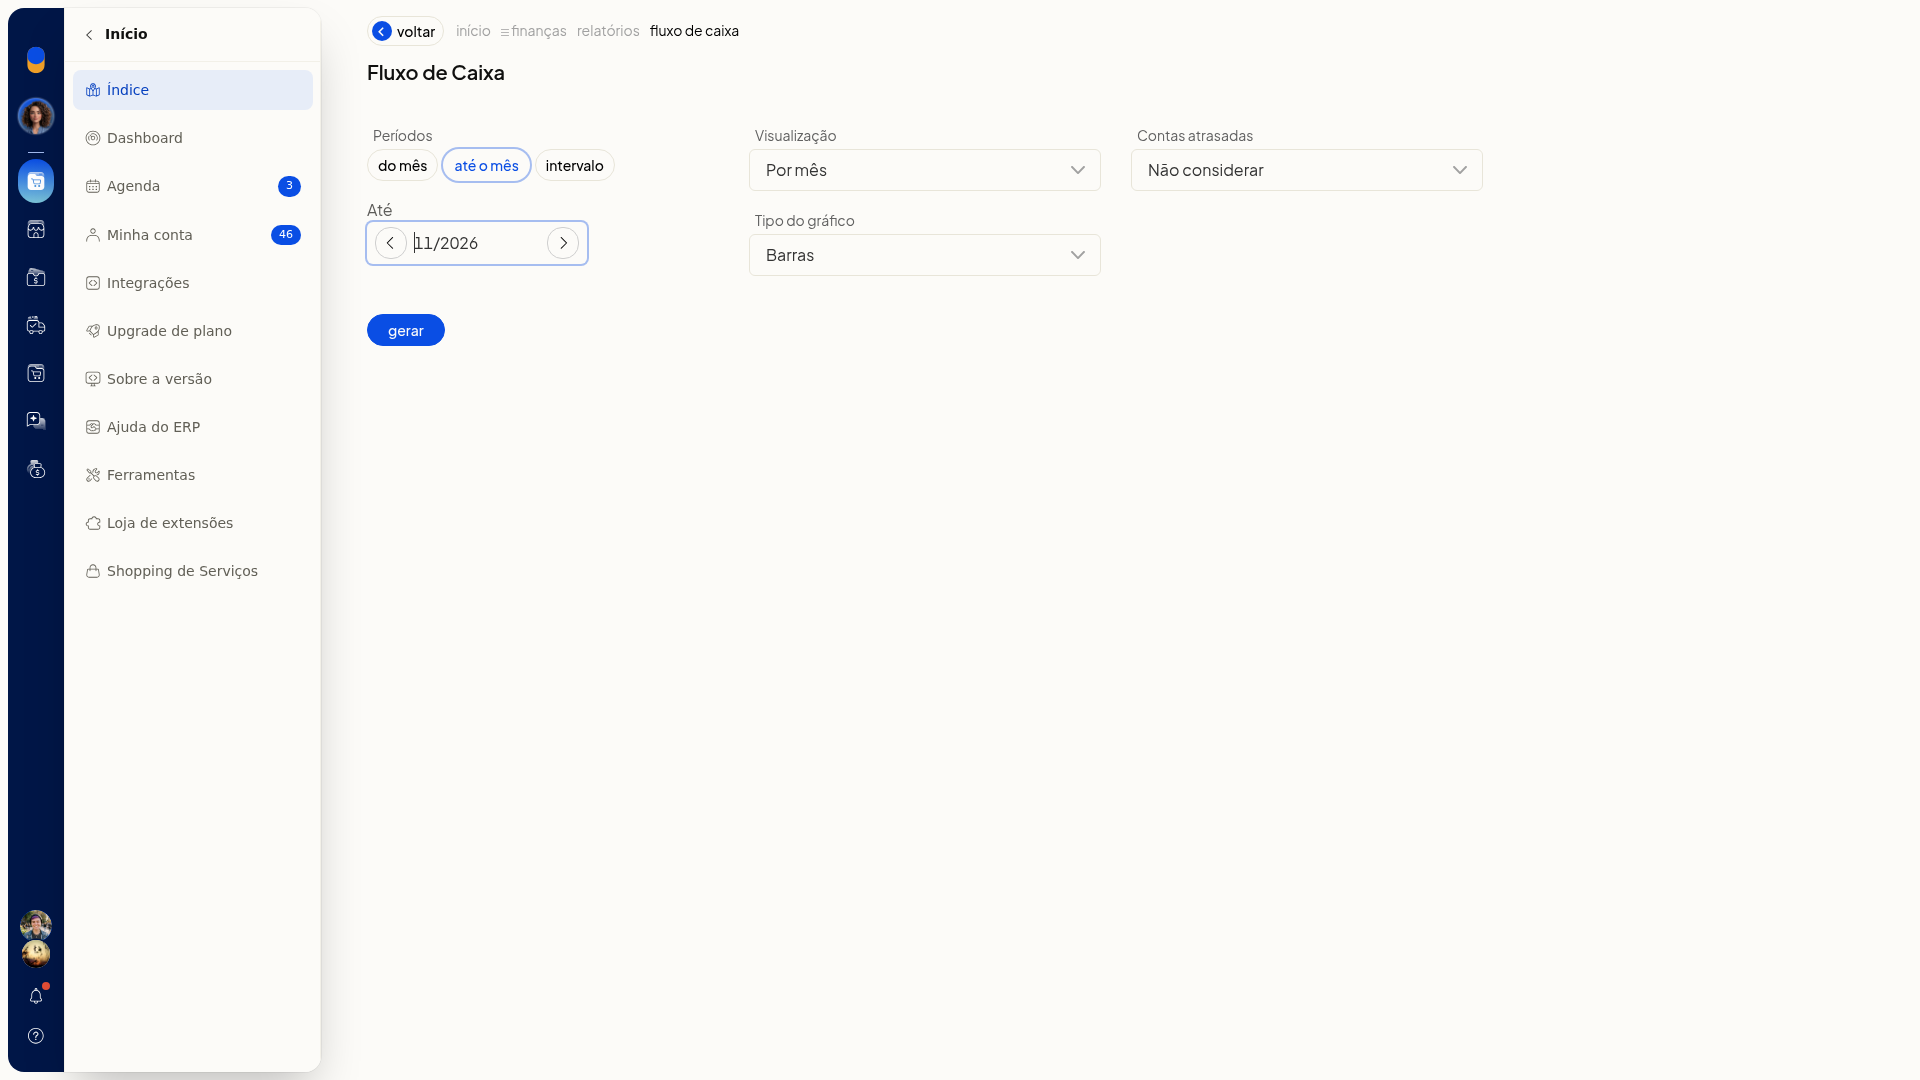 Início
Índice
Dashboard
Agenda 3
Minha conta 46
Integrações
Upgrade de plano
Sobre a versão
Ajuda do ERP
Ferramentas
Loja de extensões
Shopping de Serviços
voltar início finanças relatórios fluxo de caixa
Fluxo de Caixa
Períodos
do mês até o mês intervalo
Até
11/2026
Visualização
Por mês
Tipo do gráfico
Barras
Contas atrasadas
Não considerar
gerar